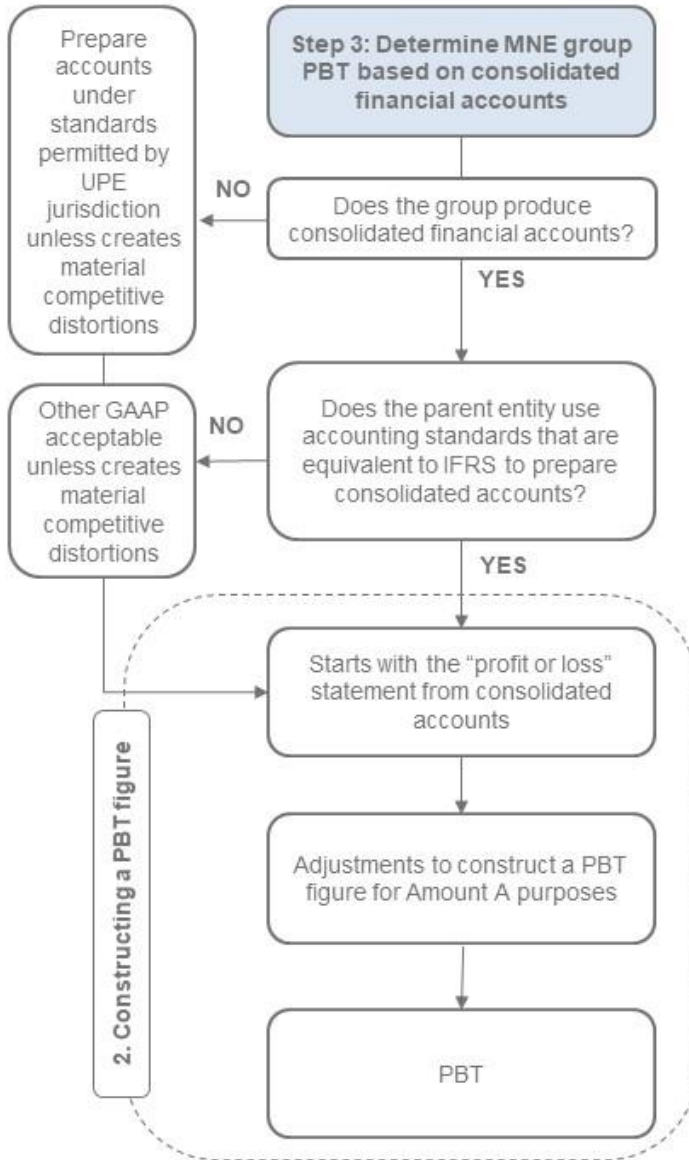 Step 3: Determine MNE group
PBT based on consolidated
financial accounts
Does the group produce
consolidated financial accounts?
NO
Prepare
accounts
under
standards
permitted by
UPE
jurisdiction
unless creates
material
competitive
distortions
YES
Does the parent entity use
accounting standards that are
equivalent to IFRS to prepare
consolidated accounts?
NO
Other GAAP
acceptable
unless creates
material
competitive
distortions
YES
2. Constructing a PBT figure
Starts with the “profit or loss”
statement from consolidated
accounts
Adjustments to construct a PBT
figure for Amount A purposes
PBT